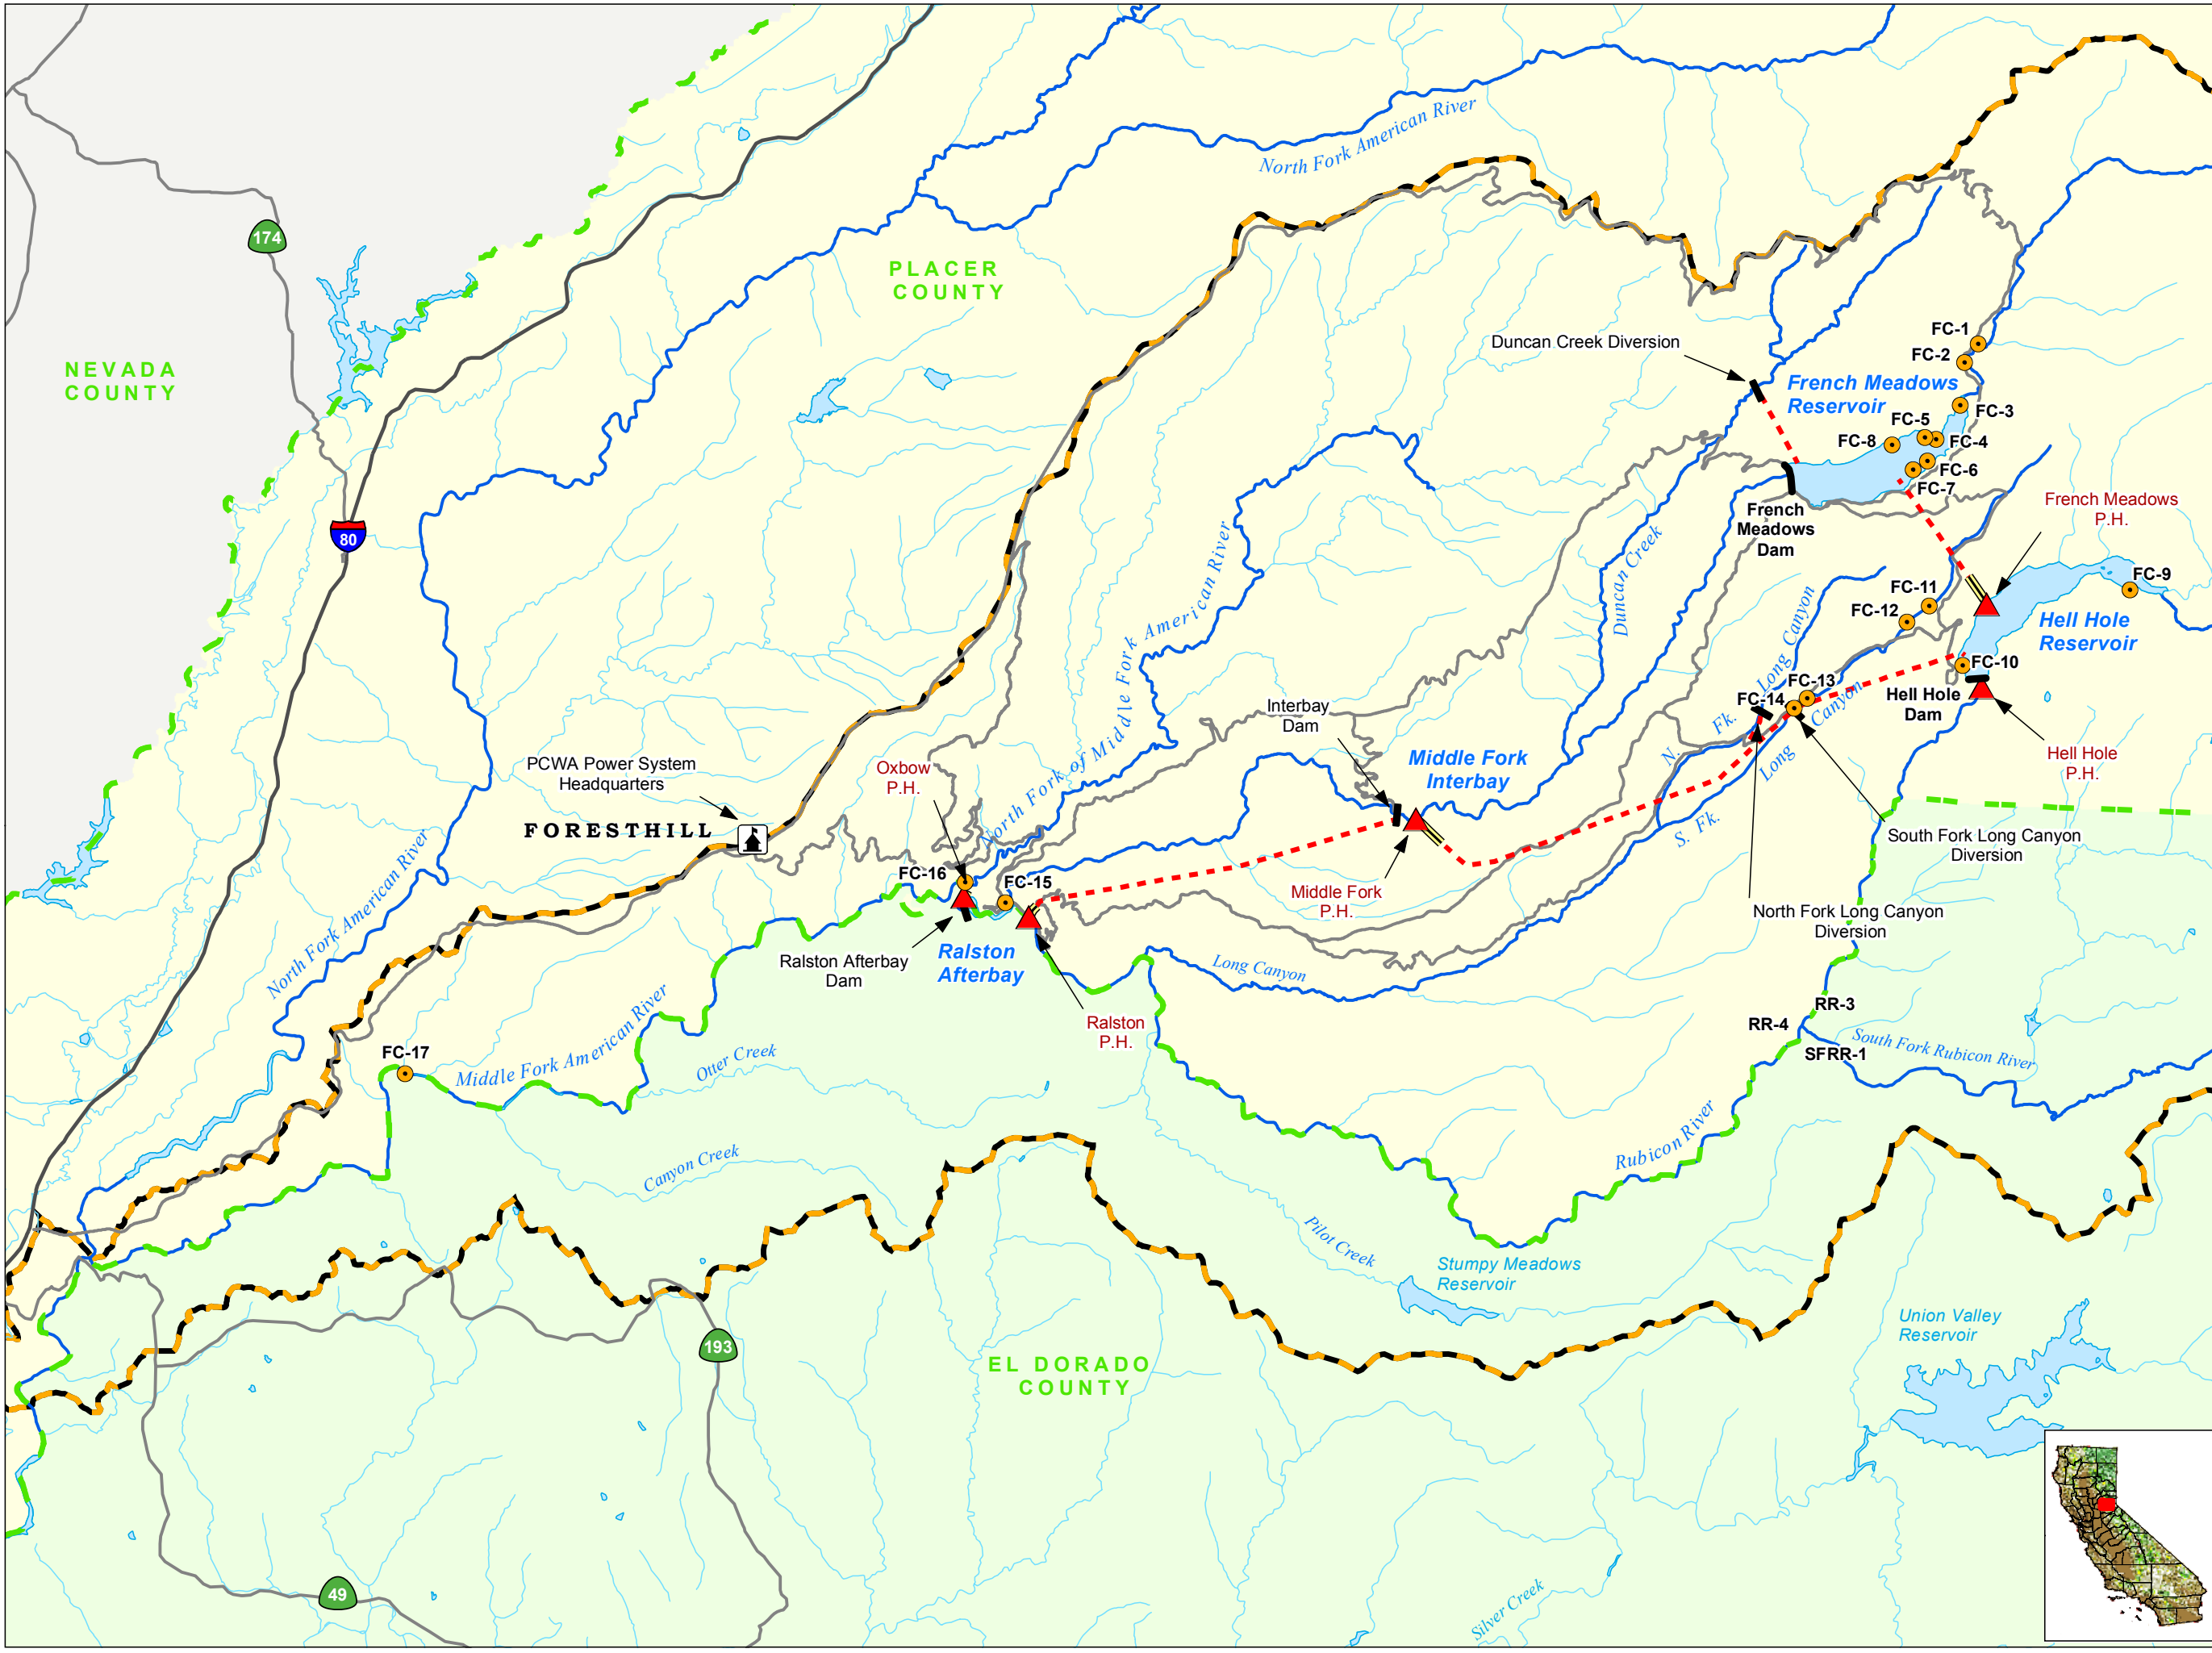 North Fork American River
174
PLACER
COUNTY
NEVADA
COUNTY
Duncan Creek Diversion
FC-1
FC-2
French Meadows
Reservoir
FC-3
FC-5
FC-4
FC-8
FC-6
FC-7
French Meadows
P.H.
French
Meadows
Dam
80
Duncan Creek
North Fork of Middle Fork American River
FC-9
FC-11
FC-12
Hell Hole
Reservoir
FC-10
N. Fk. Long Canyon
FC-13
FC-14
Hell Hole
Dam
S. Fk. Long Canyon
Hell Hole
P.H.
Interbay
Dam
Middle Fork
Interbay
PCWA Power System
Headquarters
Oxbow
P.H.
FORESTHILL
South Fork Long Canyon
Diversion
FC-16
FC-15
Middle Fork
P.H.
North Fork Long Canyon
Diversion
North Fork American River
Ralston Afterbay
Dam
Ralston
Afterbay
Long Canyon
Ralston
P.H.
RR-3
RR-4
SFRR-1
South Fork Rubicon River
FC-17
Middle Fork American River
Otter Creek
Rubicon River
Canyon Creek
Pilot Creek
Stumpy Meadows
Reservoir
Union Valley
Reservoir
193
EL DORADO
COUNTY
49
Silver Creek